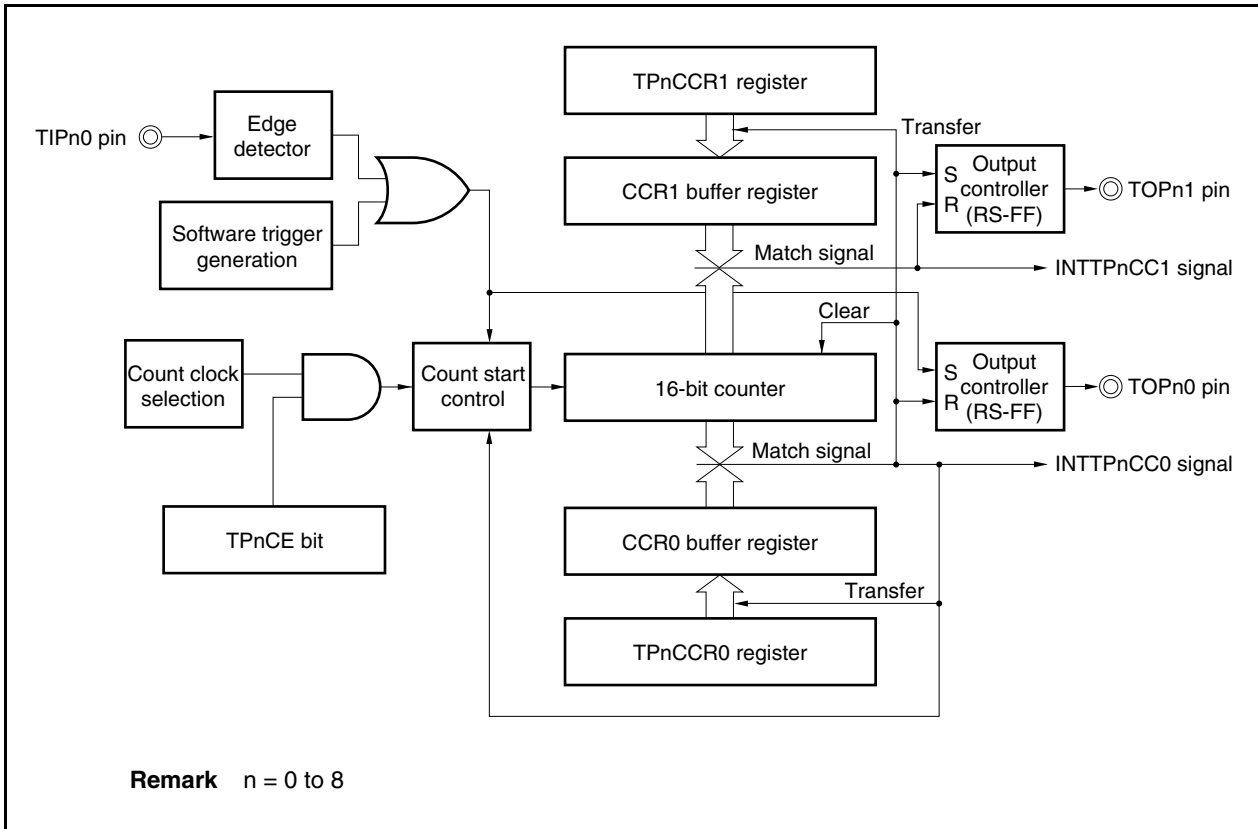 TPnCCR1 register
TIPn0 pin
Edge
detector
Transfer
CCR1 buffer register
S
R
Output
controller
(RS-FF)
TOPn1 pin
Software trigger
generation
Match signal
INTTPnCC1 signal
Clear
Count clock
selection
Count start
control
16-bit counter
S
R
Output
controller
(RS-FF)
TOPn0 pin
Match signal
INTTPnCC0 signal
TPnCE bit
CCR0 buffer register
Transfer
TPnCCR0 register
Remark n = 0 to 8